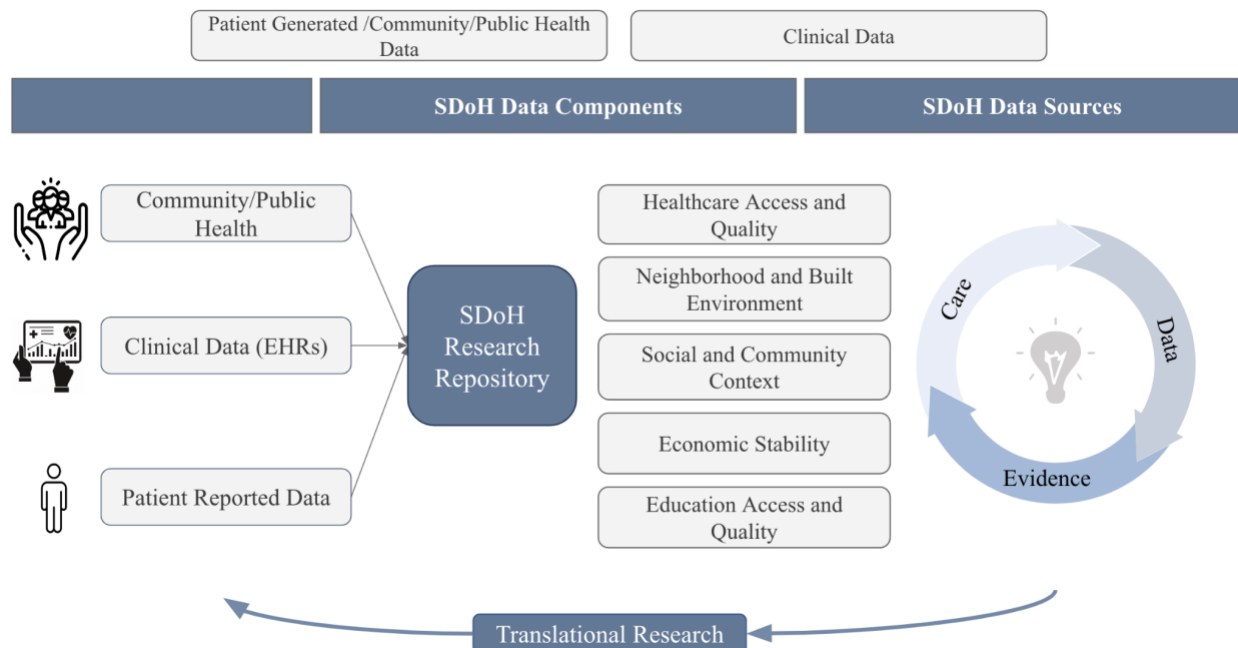 Patient Generated /Community/Public Health
Data
Clinical Data
SDoH Data Components
SDoH Data Sources
Community/Public
Health
Clinical Data (EHRs)
Patient Reported Data
SDoH
Research
Repository
Healthcare Access and
Quality
Neighborhood and Built
Environment
Social and Community
Context
Economic Stability
Education Access and
Quality
Care
Data
Evidence
Translational Research